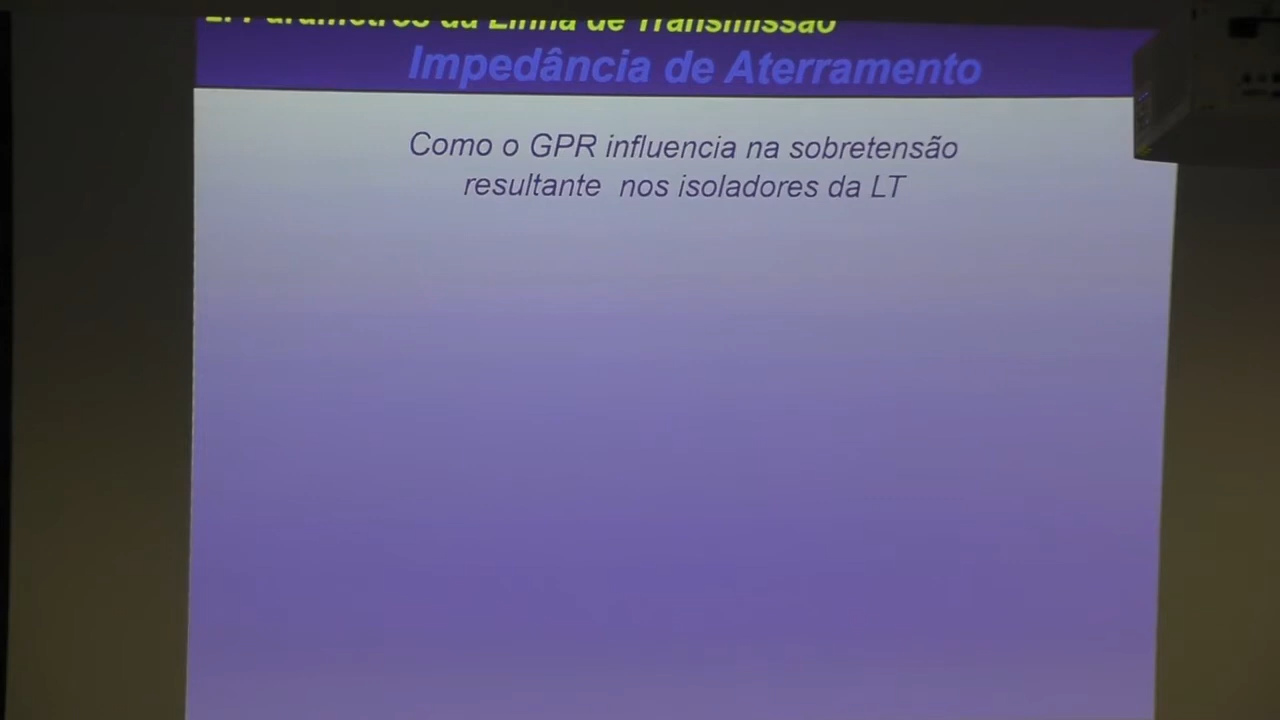 2. Parâmetros da Linha de Transmissão
Impedância de Aterramento
Como o GPR influencia na sobretensão
resultante nos isoladores da LT